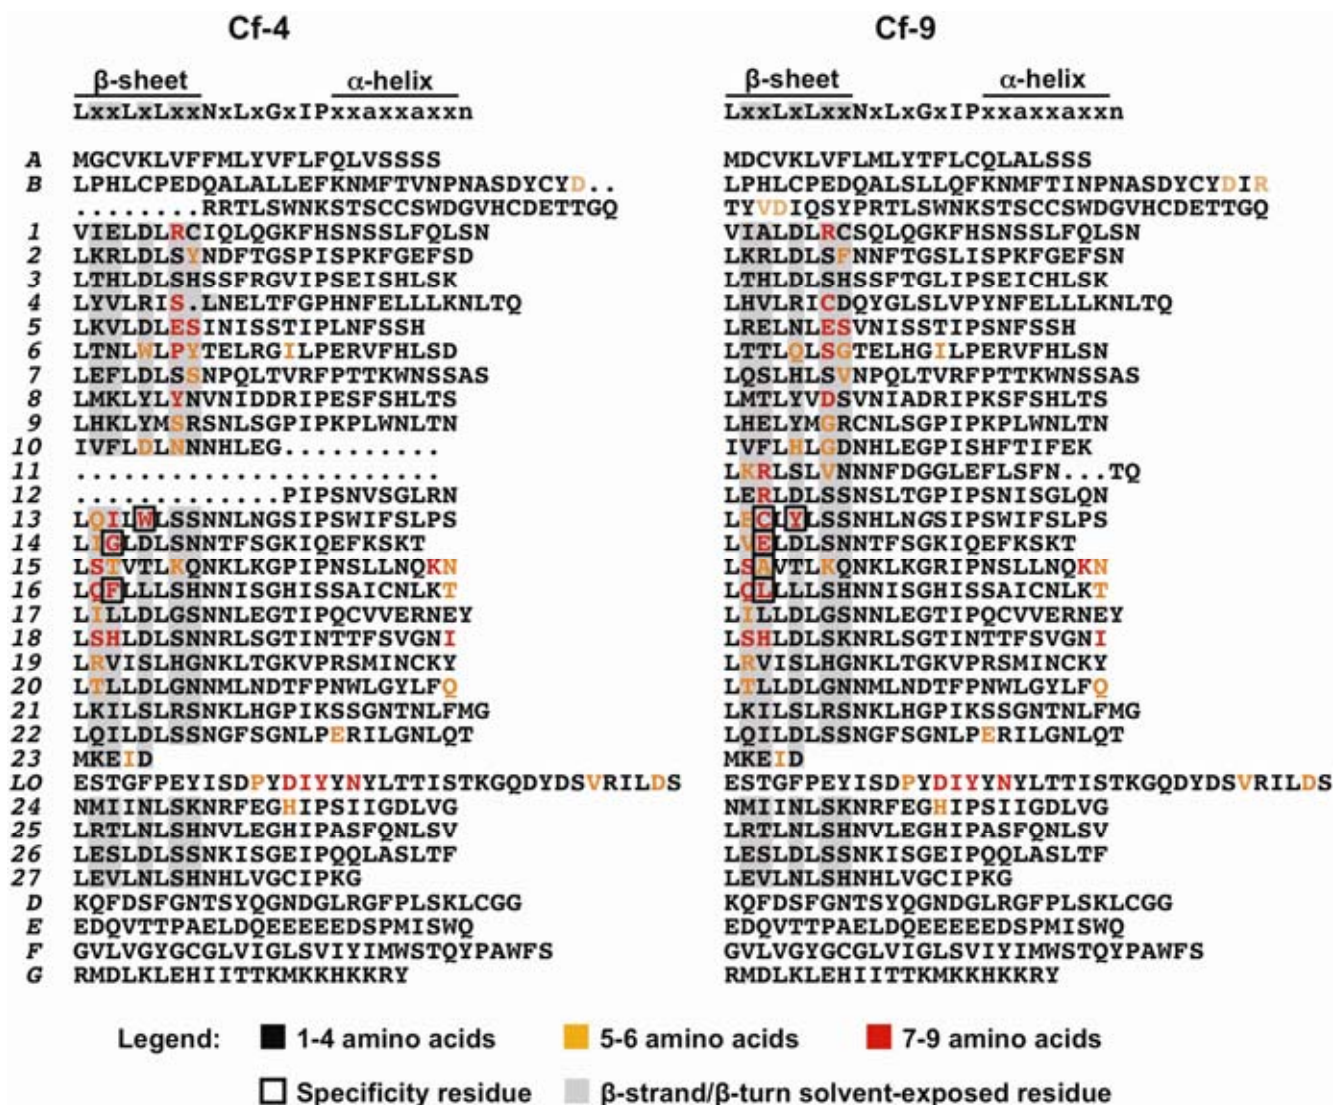 Cf-4 Cf-9
β-sheet α-helix β-sheet α-helix
LxxLxLxxNxLxGxIPxxaxxaxxn LxxLxLxxNxLxGxIPxxaxxaxxn
A MGCVKLVFFMLYVFLFQLVSSSS MDCVKLVFLMLYTFLCQLALSSS
B LPHLCPEDQALALLEFKNMFTVNPNASDYCYD.. LPHLCPEDQALSLLQFKNMFTINPNASDYCYDIR
........RRTLSWNKSTSCCSWDGVHCDETTGQ TYVDIQSYPRTLSWNKSTSCCSWDGVHCDETTGQ
1 VIELDLRCIQLQGKFHSNSSLFQLSN VIALDLRCSQLQGKFHSNSSLFQLSN
2 LKRLDLSYNDFTGSPISPKFGEFSD LKRLDLSFNNFTGSLISPKFGEFSN
3 LTHLDLSHSSFRGVIPSEISHLSK LTHLDLSHSSFTGLIPSEICHLSK
4 LYVLRIS.LNELTFGPHNFELLLKNLTQ LHVLRICDQYGLSLVPYNFELLLKNLTQ
5 LKVLDLESINISSTIPLNFSSH LRELNLESVNISSTIPSNFSSH
6 LTNLWLPYTELRGILPERVFHLSD LTTLQLSGTELHGILPERVFHLSN
7 LEFLDLSSNPQLTVRFPTTKWNSSAS LQSLHLSVNPQLTVRFPTTKWNSSAS
8 LMKLYLYNVNIDDRIPESFSHLTS LMTLYVDSVNIADRIPKSFSHLTS
9 LHKLYMSRSNLSGPIPKPLWNLTN LHELYMGRCNLSGPIPKPLWNLTN
10 IVFLDLNNNHLEG.......... IVFLHLGDNHLEGPISHFTIFEK
11 ....................... LKRLSLVNNNFDGGLEFLSFN...TQ
12 .............PIPSNVSGLRN LERLDLSSNSLTGPIPSNISGLQN
13 LQILWLSSNNLNGSIPSWIFSLPS LECLYLSSNHLNGSIPSWIFSLPS
14 LIGLDLSNNTFSGKIQEFKSKT LVELDLSNNTFSGKIQEFKSKT
15 LSTVTLKQNKLKGPIPNSLLNQKN LSAVTLKQNKLKGRIPNSLLNQKN
16 LQFLLLSHNNISGHISSAICNLKT LQLLLLSHNNISGHISSAICNLKT
17 LILLDLGSNNLEGTIPQCVVERNEY LILLDLGSNNLEGTIPQCVVERNEY
18 LSHLDLSNNRLSGTINTTFSVGNI LSHLDLSKNRLSGTINTTFSVGNI
19 LRVISLHGNKLTGKVPRSMINCKY LRVISLHGNKLTGKVPRSMINCKY
20 LTLLDLGNNMLNDTFPNWLGYLFQ LTLLDLGNNMLNDTFPNWLGYLFQ
21 LKILSLRSNKLHGPIKSSGNTNLFMG LKILSLRSNKLHGPIKSSGNTNLFMG
22 LQILDLSSNGFSGNLPERILGNLQT LQILDLSSNGFSGNLPERILGNLQT
23 MKEID MKEID
LO ESTGFPEYISDPYDIYYNYLTTISTKGQDYDSVRILDS ESTGFPEYISDPYDIYYNYLTTISTKGQDYDSVRILDS
24 NMIINLSKNRFEGHIPSIIGDLVG NMIINLSKNRFEGHIPSIIGDLVG
25 LRTLNLSHNVLEGHIPASFQNLSV LRTLNLSHNVLEGHIPASFQNLSV
26 LESLDLSSNKISGEIPQQLASLTF LESLDLSSNKISGEIPQQLASLTF
27 LEVLNLSHNHLVGCIPKG LEVLNLSHNHLVGCIPKG
D KQFDSFGNTSYQGNDGLRGFPLSKLCGG KQFDSFGNTSYQGNDGLRGFPLSKLCGG
E EDQVTTPAELDQEEEEEDSPMISWQ EDQVTTPAELDQEEEEEDSPMISWQ
F GVLVGYGCGLVIGLSVIYIMWSTQYPAWFS GVLVGYGCGLVIGLSVIYIMWSTQYPAWFS
G RMDLKLEHIITTKMKKHKKRY RMDLKLEHIITTKMKKHKKRY
Legend: 1-4 amino acids 5-6 amino acids 7-9 amino acids
Specificity residue β-strand/β-turn solvent-exposed residue